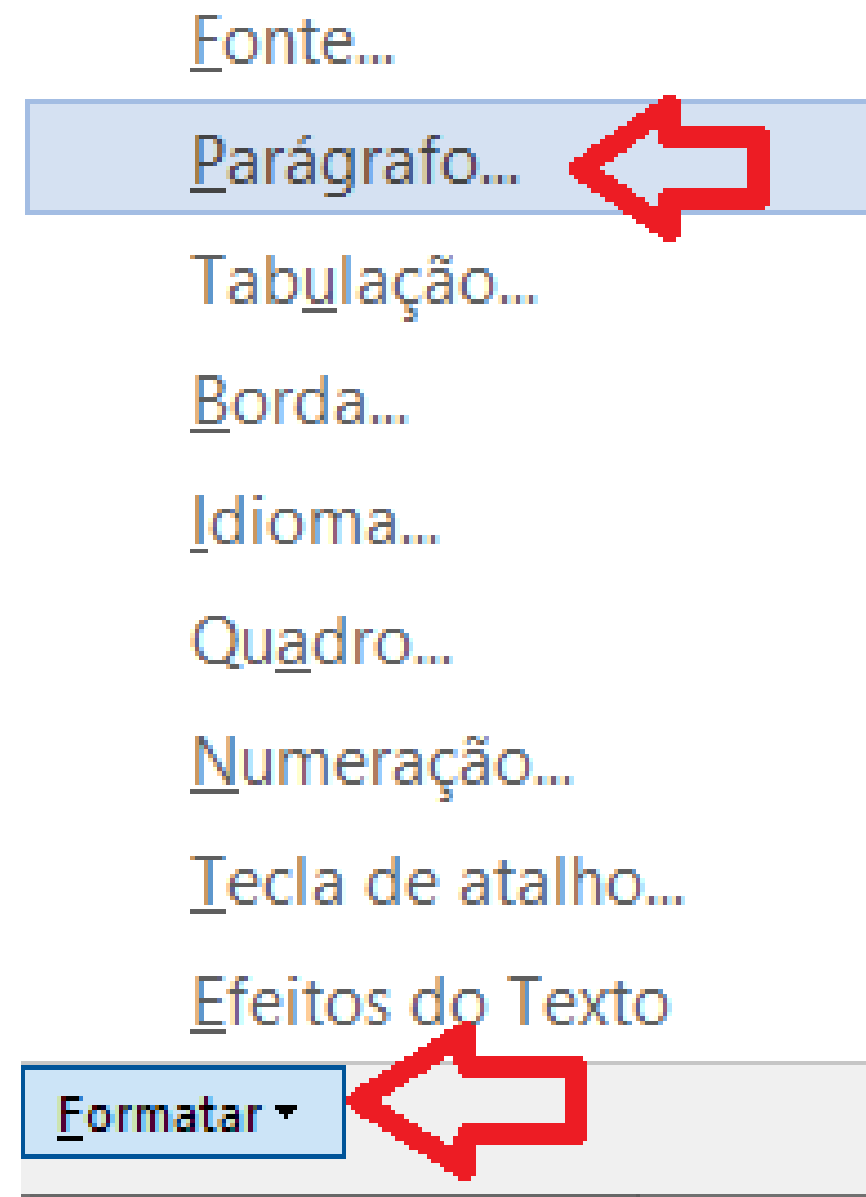 Fonte...
Parágrafo...
Tabulação...
Borda...
Idioma...
Quadro...
Numeração...
Tecla de atalho...
Efeitos do Texto
Formatar